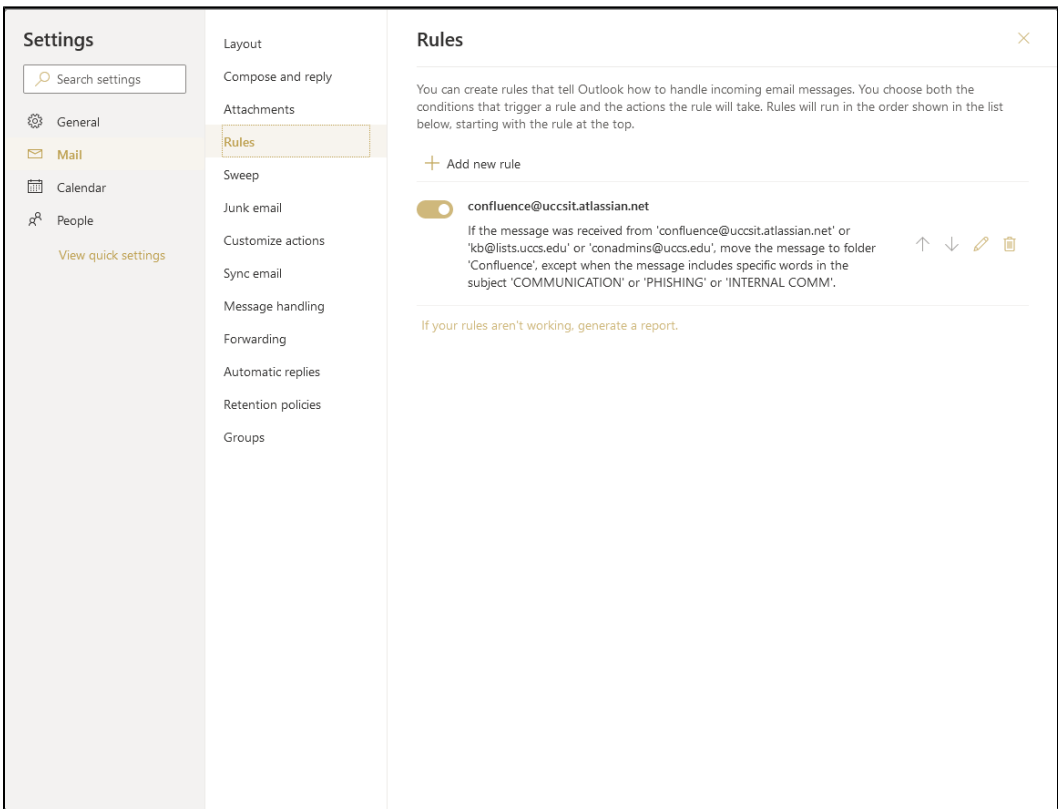 Settings
Search settings
General
Mail
Calendar
People
View quick settings
Layout
Compose and reply
Attachments
Rules
Sweep
Junk email
Customize actions
Sync email
Message handling
Forwarding
Automatic replies
Retention policies
Groups
Rules
You can create rules that tell Outlook how to handle incoming email messages. You choose both the
conditions that trigger a rule and the actions the rule will take. Rules will run in the order shown in the list
below, starting with the rule at the top.
Add new rule
confluence@uccsit.atlassian.net
If the message was received from 'confluence@uccsit.atlassian.net' or
'kb@lists.uccs.edu' or 'conadmins@uccs.edu', move the message to folder
'Confluence', except when the message includes specific words in the
subject 'COMMUNICATION' or 'PHISHING' or 'INTERNAL COMM'.
If your rules aren't working, generate a report.